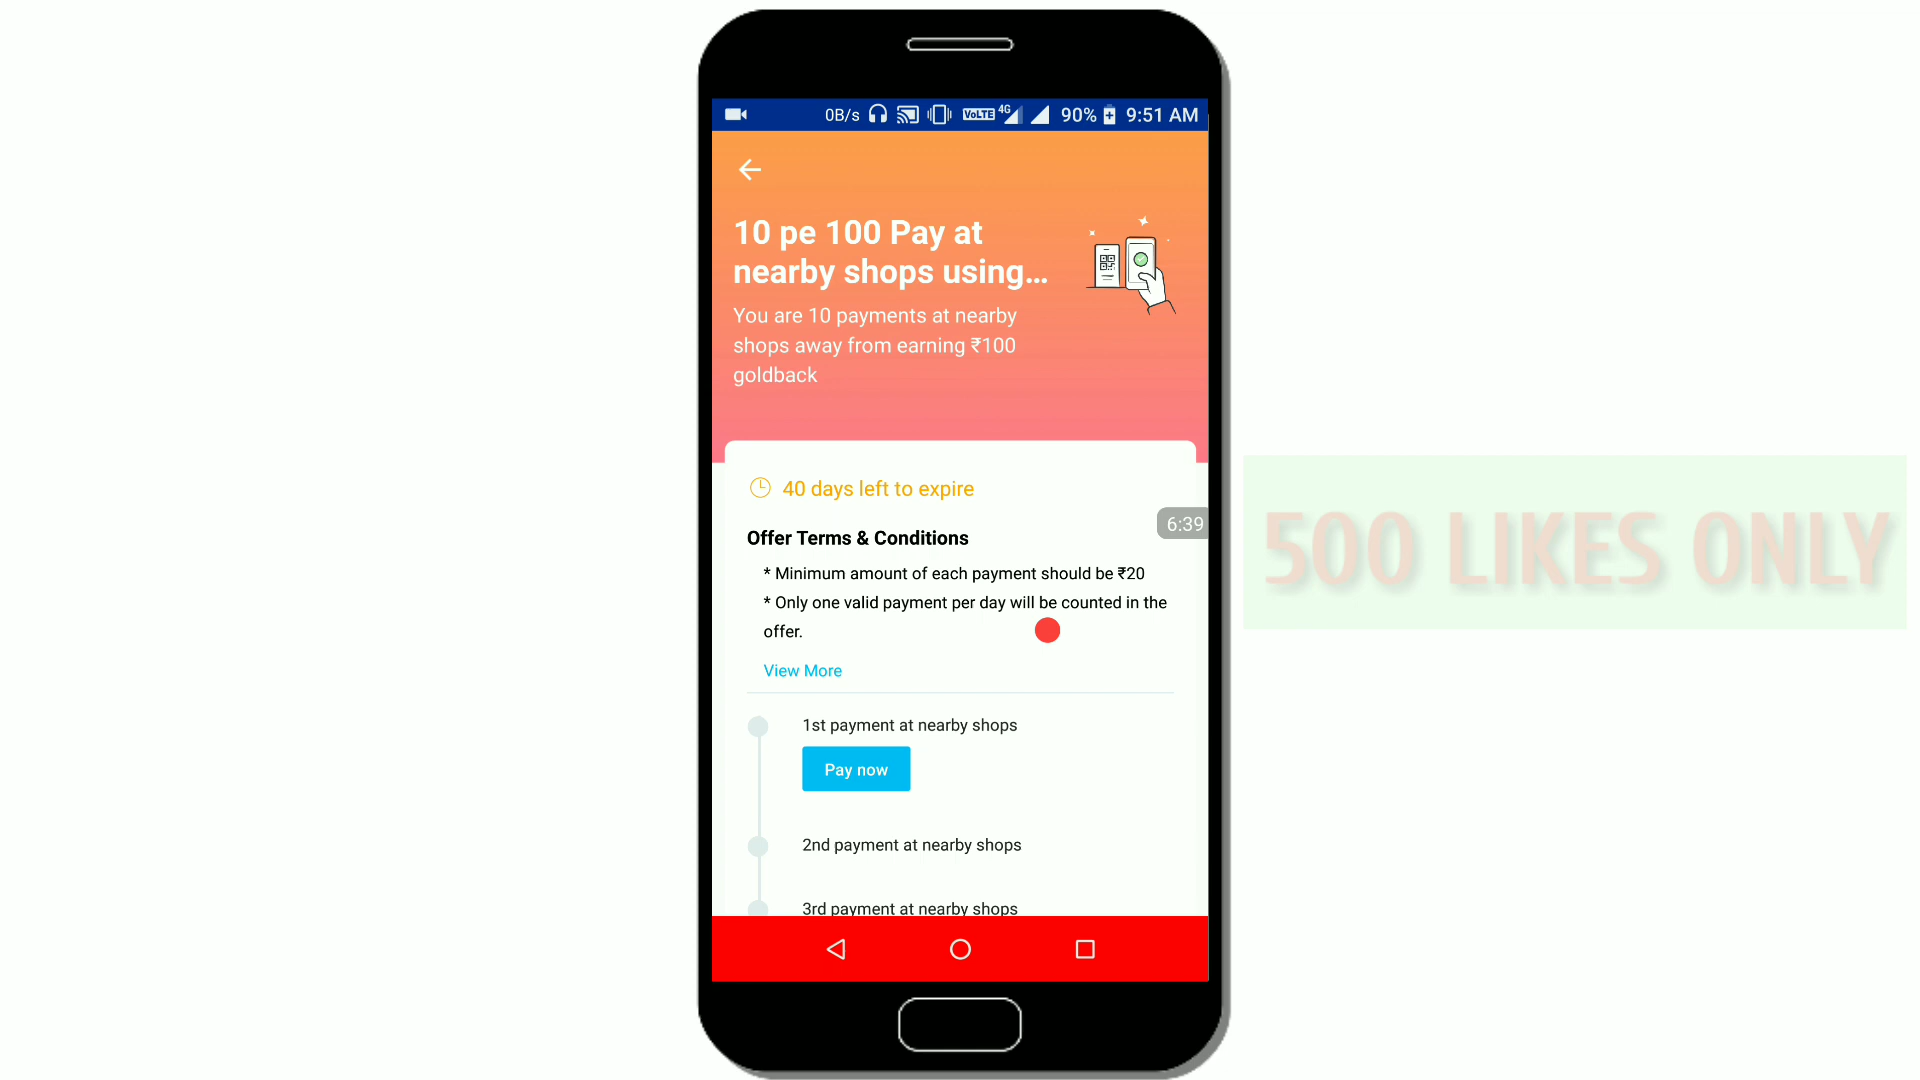 0B/s VoLTE 4G 90% 9:51 AM
10 pe 100 Pay at
nearby shops using...
You are 10 payments at nearby
shops away from earning ₹100
goldback
40 days left to expire
6:39
Offer Terms & Conditions
* Minimum amount of each payment should be ₹20
* Only one valid payment per day will be counted in the
offer.
View More
1st payment at nearby shops
Pay now
2nd payment at nearby shops
3rd payment at nearby shops
500 LIKES ONLY